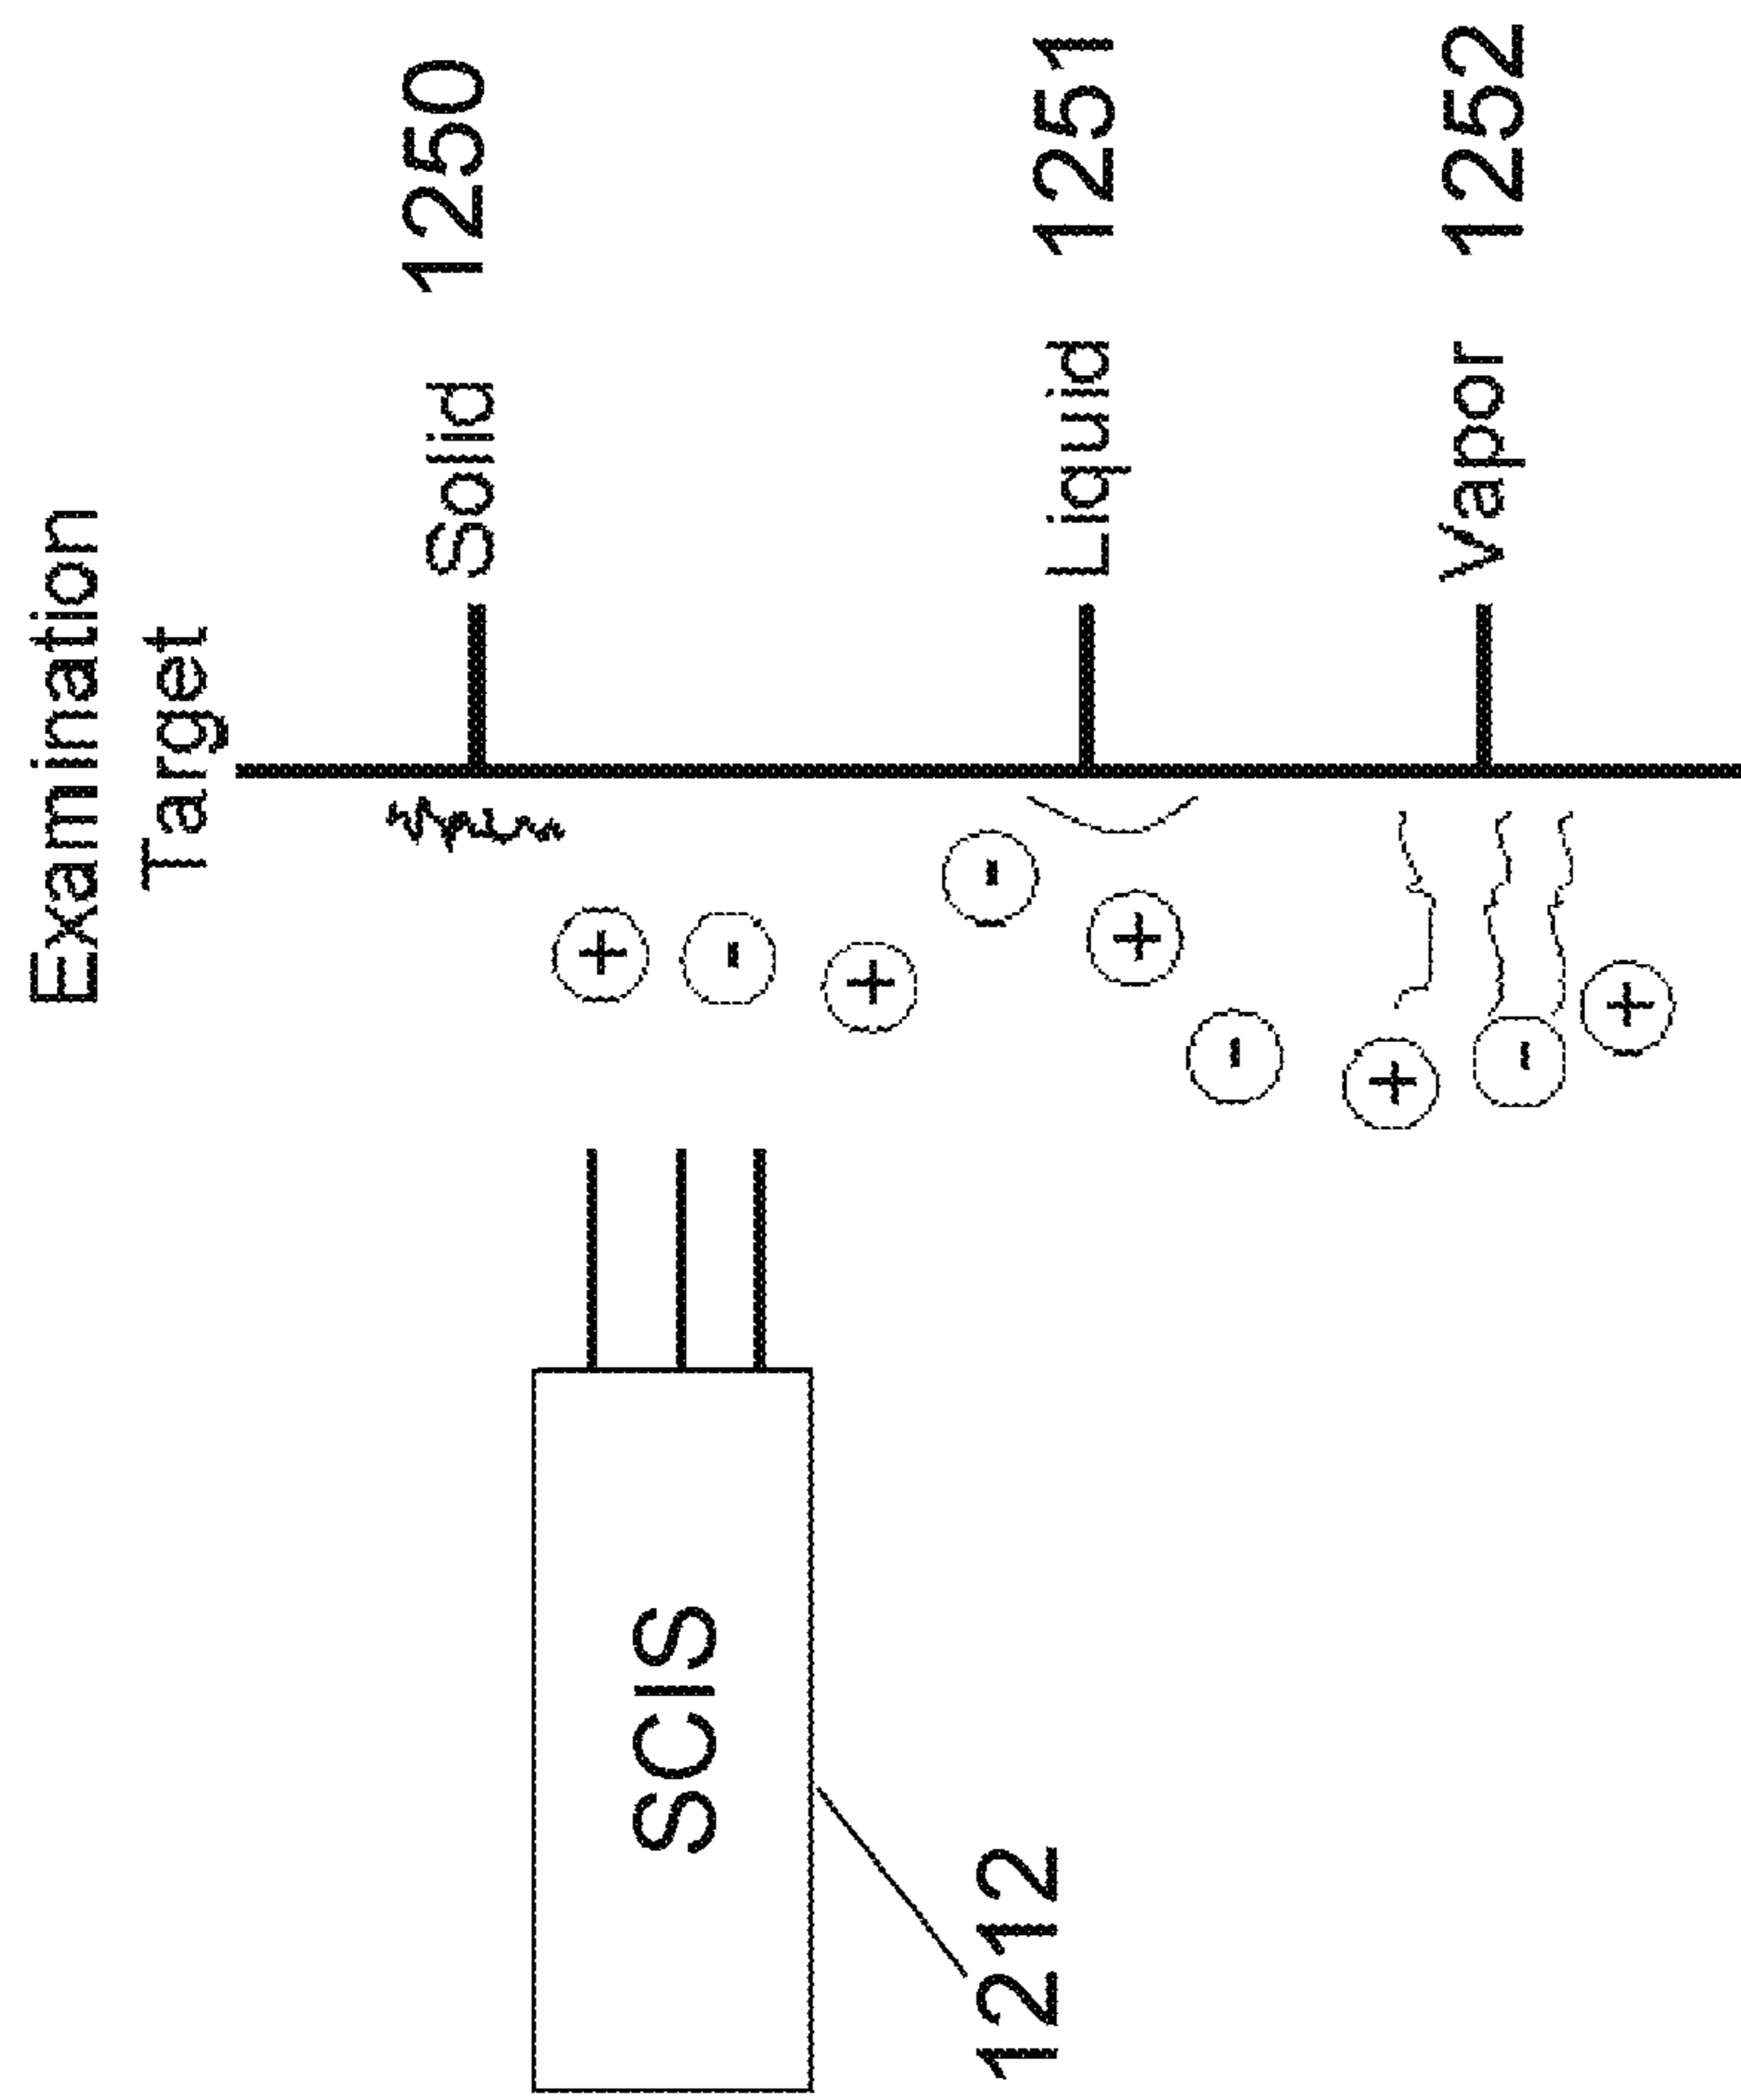 Examination
Target
Solid 1250
Liquid 1251
Vapor 1252
+
-
+
-
+
-
+
-
+
SCIS
1212